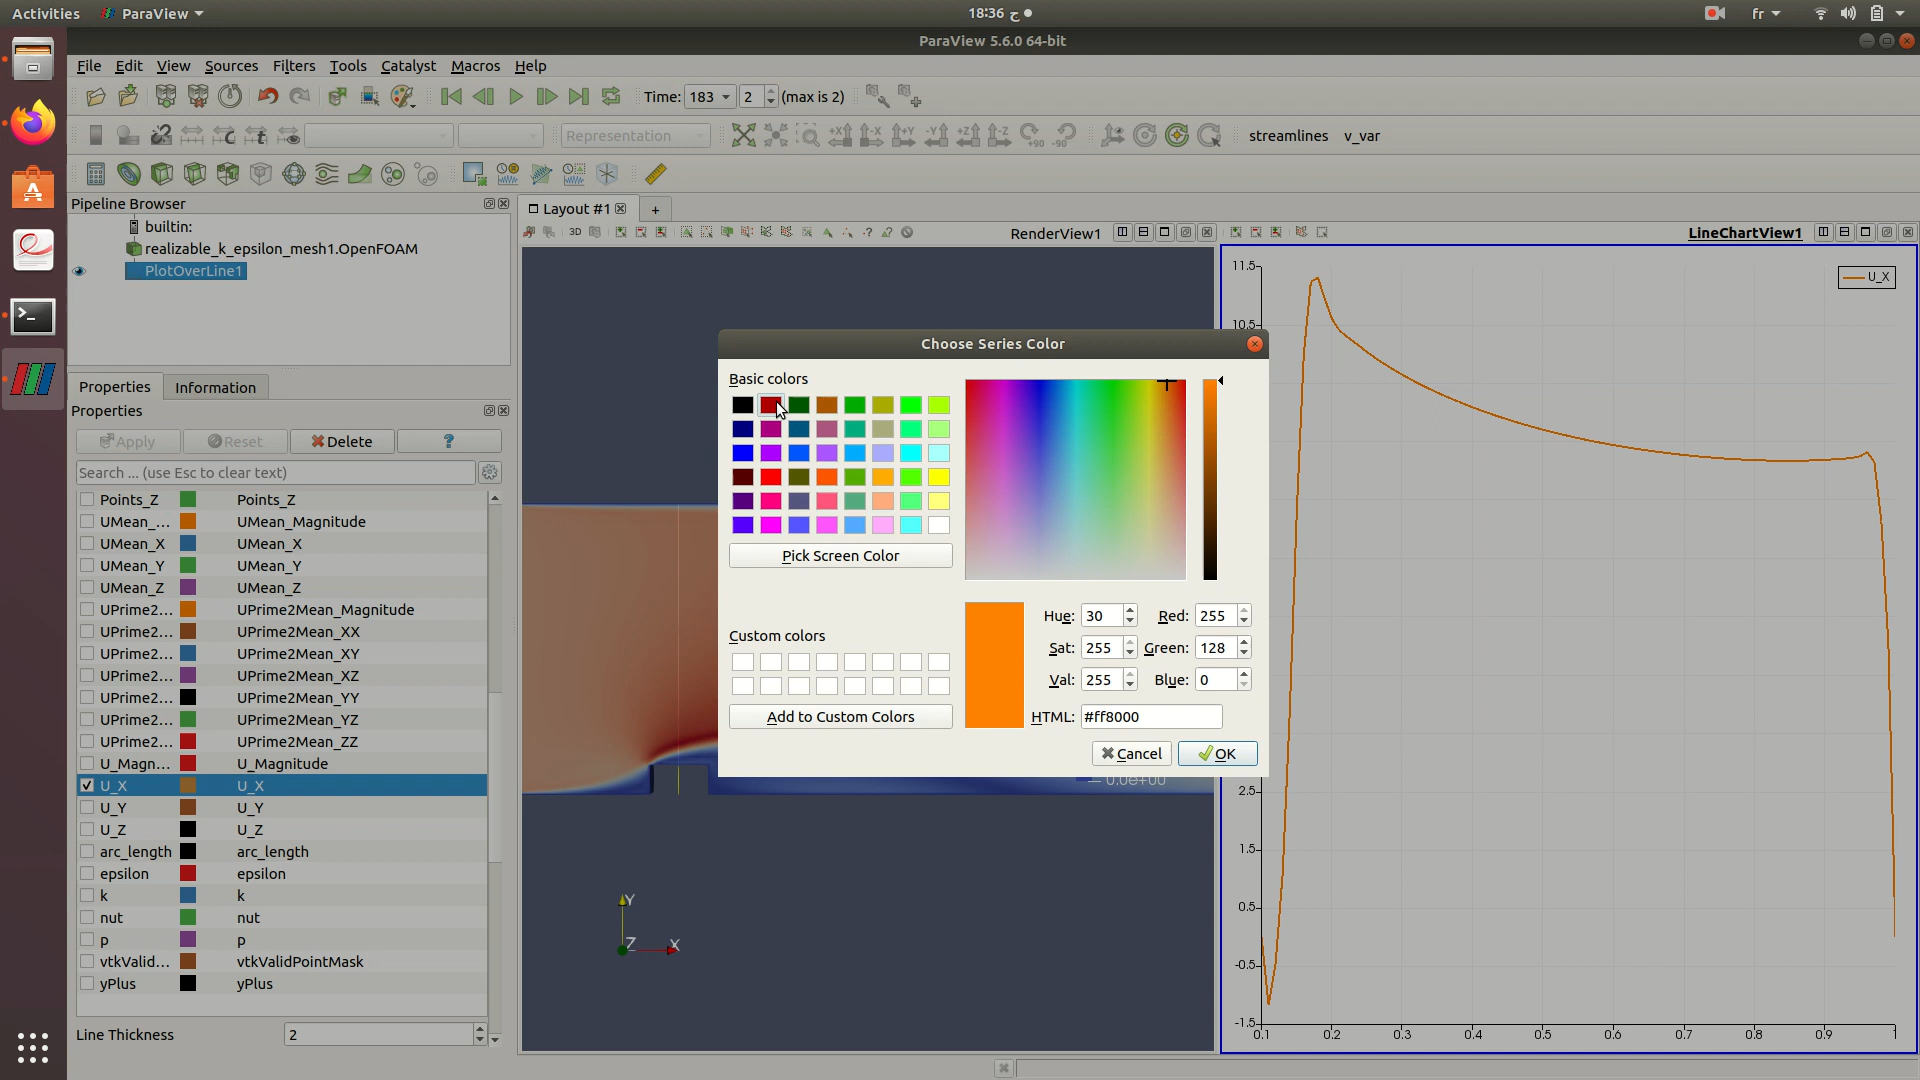 Activities
ParaView
18:36 ح
fr
ParaView 5.6.0 64-bit
File Edit View Sources Filters Tools Catalyst Macros Help
Time: 183 2 (max is 2)
Representation
+X -X +Y -Y +Z -Z +90 -90
streamlines v_var
Pipeline Browser
builtin:
realizable_k_epsilon_mesh1.OpenFOAM
PlotOverLine1
Properties Information
Properties
Apply Reset Delete ?
Search ... (use Esc to clear text)
Points_Z Points_Z
UMean_... UMean_Magnitude
UMean_X UMean_X
UMean_Y UMean_Y
UMean_Z UMean_Z
UPrime2... UPrime2Mean_Magnitude
UPrime2... UPrime2Mean_XX
UPrime2... UPrime2Mean_XY
UPrime2... UPrime2Mean_XZ
UPrime2... UPrime2Mean_YY
UPrime2... UPrime2Mean_YZ
UPrime2... UPrime2Mean_ZZ
U_Magn... U_Magnitude
U_X U_X
U_Y U_Y
U_Z U_Z
arc_length arc_length
epsilon epsilon
k k
nut nut
p p
vtkValid... vtkValidPointMask
yPlus yPlus
Line Thickness 2
Layout #1 +
3D
RenderView1
Y
Z X
0.0e+00
LineChartView1
U_X
11.5
10.5
2.5
1.5
0.5
-0.5
-1.5
0.1 0.2 0.3 0.4 0.5 0.6 0.7 0.8 0.9 1
Choose Series Color
Basic colors
Pick Screen Color
Custom colors
Add to Custom Colors
Hue: 30 Red: 255
Sat: 255 Green: 128
Val: 255 Blue: 0
HTML: #ff8000
Cancel OK